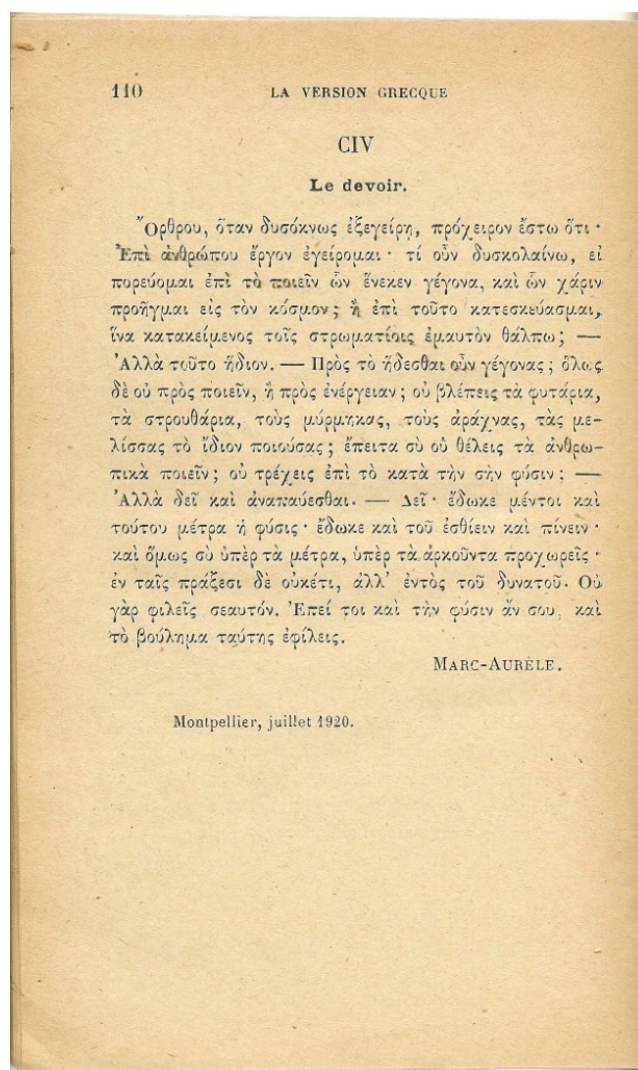 110 LA VERSION GRECQUE
CIV
Le devoir.
Ὄρθρου, ὅταν δυσόκνως ἐξεγείρῃ, πρόχειρον ἔστω ὅτι ·
Ἐπὶ ἀνθρώπου ἔργον ἐγείρομαι · τί οὖν δυσκολαίνω, εἰ
πορεύομαι ἐπὶ τὸ ποιεῖν ὧν ἕνεκεν γέγονα, καὶ ὧν χάριν
προῆγμαι εἰς τὸν κόσμον ; ἢ ἐπὶ τοῦτο κατεσκεύασμαι,
ἵνα κατακείμενος τοῖς στρωματίοις ἐμαυτὸν θάλπω ; —
Ἀλλὰ τοῦτο ἥδιον. — Πρὸς τὸ ἥδεσθαι οὖν γέγονας ; ὅλως
δὲ οὐ πρὸς ποιεῖν, ἢ πρὸς ἐνέργειαν ; οὐ βλέπεις τὰ φυτάρια,
τὰ στρουθάρια, τοὺς μύρμηκας, τοὺς ἀράχνας, τὰς με-
λίσσας τὸ ἴδιον ποιούσας ; ἔπειτα σὺ οὐ θέλεις τὰ ἀνθρω-
πικὰ ποιεῖν ; οὐ τρέχεις ἐπὶ τὸ κατὰ τὴν σὴν φύσιν ; —
Ἀλλὰ δεῖ καὶ ἀναπαύεσθαι. — Δεῖ · ἔδωκε μέντοι καὶ
τούτου μέτρα ἡ φύσις · ἔδωκε καὶ τοῦ ἐσθίειν καὶ πίνειν ·
καὶ ὅμως σὺ ὑπὲρ τὰ μέτρα, ὑπὲρ τὰ ἀρκοῦντα προχωρεῖς ·
ἐν ταῖς πράξεσι δὲ οὐκέτι, ἀλλ’ ἐντὸς τοῦ δυνατοῦ. Οὐ
γὰρ φιλεῖς σεαυτόν. Ἐπεί τοι καὶ τὴν φύσιν ἄν σου, καὶ
τὸ βούλημα ταύτης ἐφίλεις.
MARC-AURÈLE.
Montpellier, juillet 1920.